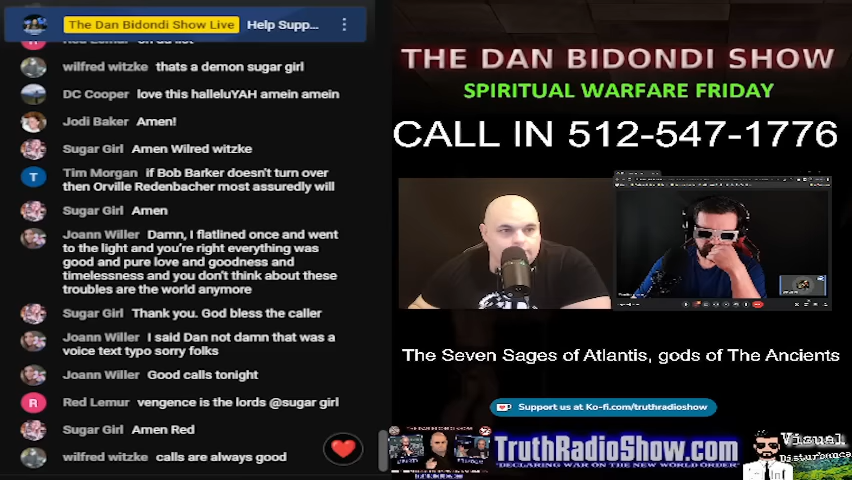 The Dan Bidondi Show Live Help Supp...
wilfred witzke thats a demon sugar girl
DC Cooper love this halleluYAH amein amein
Jodi Baker Amen!
Sugar Girl Amen Wilred witzke
Tim Morgan if Bob Barker doesn't turn over
then Orville Redenbacher most assuredly will
Sugar Girl Amen
Joann Willer Damn, I flatlined once and went
to the light and you're right everything was
good and pure love and goodness and
timelessness and you don't think about these
troubles are the world anymore
Sugar Girl Thank you. God bless the caller
Joann Willer I said Dan not damn that was a
voice text typo sorry folks
Joann Willer Good calls tonight
Red Lemur vengence is the lords @sugar girl
Sugar Girl Amen Red
wilfred witzke calls are always good
THE DAN BIDONDI SHOW
SPIRITUAL WARFARE FRIDAY
CALL IN 512-547-1776
The Seven Sages of Atlantis, gods of The Ancients
Support us at Ko-fi.com/truthradioshow
THE DAN BIDONDI SHOW
TruthRadioShow.com
"DECLARING WAR ON THE NEW WORLD ORDER"
Visual
Disturbance
T
R